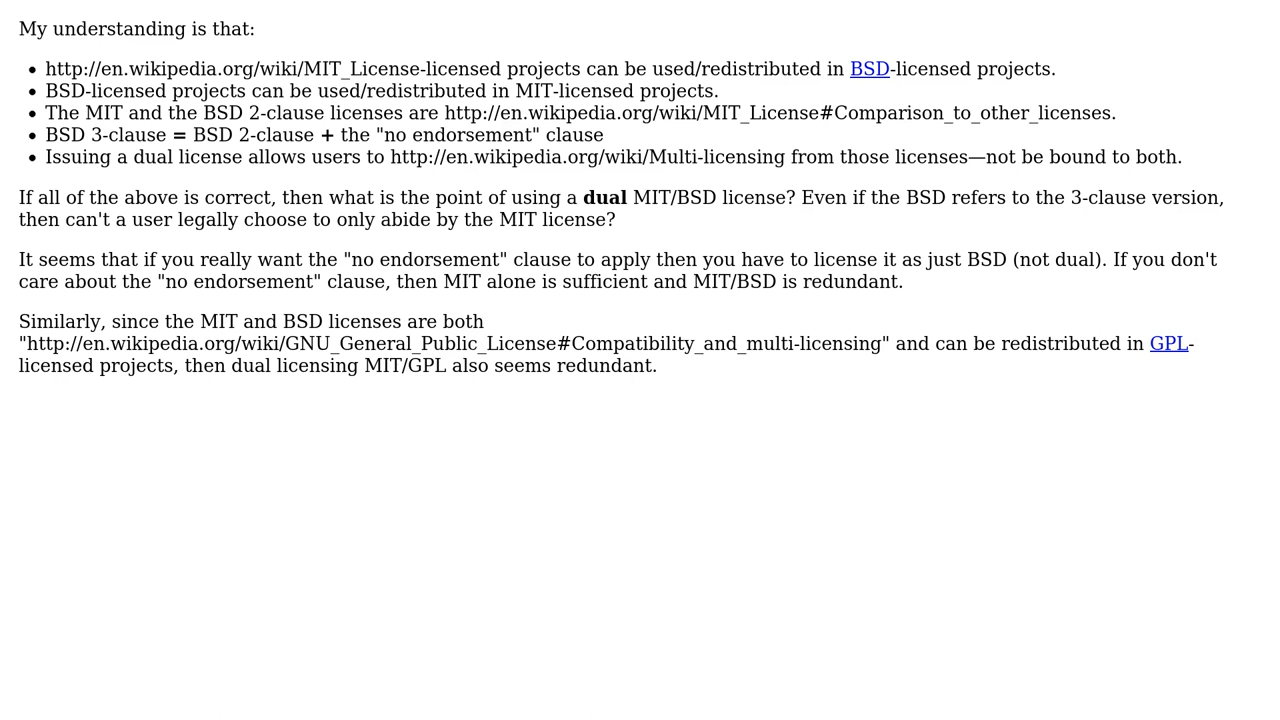 My understanding is that:
• http://en.wikipedia.org/wiki/MIT_License-licensed projects can be used/redistributed in BSD-licensed projects.
• BSD-licensed projects can be used/redistributed in MIT-licensed projects.
• The MIT and the BSD 2-clause licenses are http://en.wikipedia.org/wiki/MIT_License#Comparison_to_other_licenses.
• BSD 3-clause = BSD 2-clause + the "no endorsement" clause
• Issuing a dual license allows users to http://en.wikipedia.org/wiki/Multi-licensing from those licenses—not be bound to both.
If all of the above is correct, then what is the point of using a dual MIT/BSD license? Even if the BSD refers to the 3-clause version,
then can't a user legally choose to only abide by the MIT license?
It seems that if you really want the "no endorsement" clause to apply then you have to license it as just BSD (not dual). If you don't
care about the "no endorsement" clause, then MIT alone is sufficient and MIT/BSD is redundant.
Similarly, since the MIT and BSD licenses are both
"http://en.wikipedia.org/wiki/GNU_General_Public_License#Compatibility_and_multi-licensing" and can be redistributed in GPL-
licensed projects, then dual licensing MIT/GPL also seems redundant.